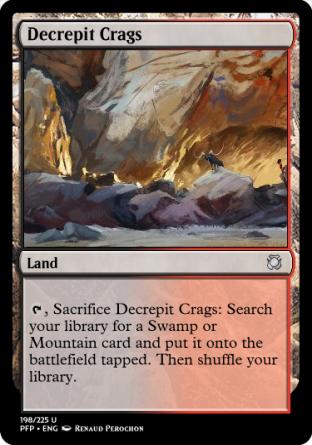 Decrepit Crags
Land
, Sacrifice Decrepit Crags: Search
your library for a Swamp or
Mountain card and put it onto the
battlefield tapped. Then shuffle your
library.
198/225 U
PFP • ENG Renaud Perochon